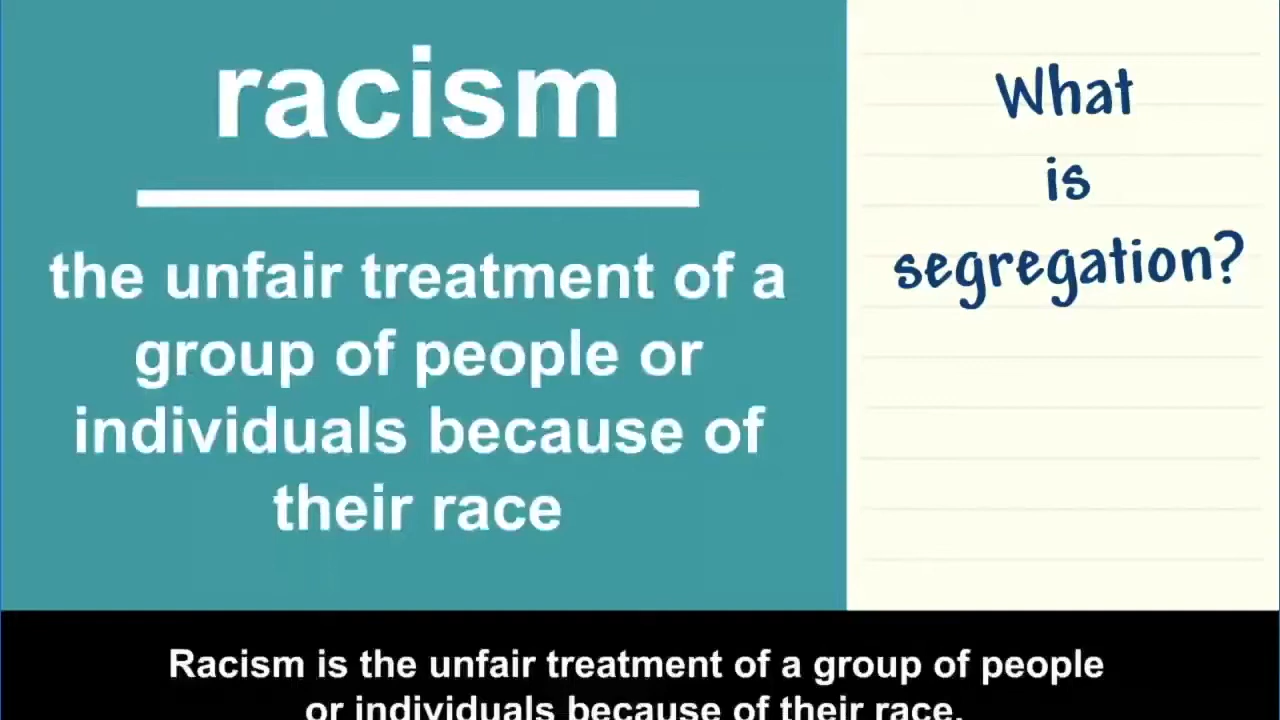 racism
the unfair treatment of a
group of people or
individuals because of
their race
What
is
segregation?
Racism is the unfair treatment of a group of people
or individuals because of their race.